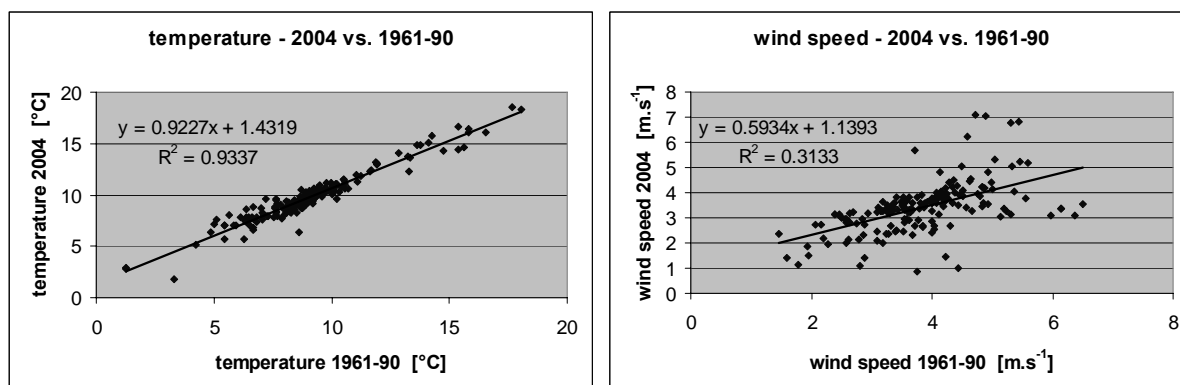 temperature - 2004 vs. 1961-90
20
15
10
5
0
0 5 10 15 20
y = 0.9227x + 1.4319
R² = 0.9337
temperature 2004 [°C]
temperature 1961-90 [°C]
wind speed - 2004 vs. 1961-90
8
7
6
5
4
3
2
1
0
0 2 4 6 8
y = 0.5934x + 1.1393
R² = 0.3133
wind speed 2004 [m.s⁻¹]
wind speed 1961-90 [m.s⁻¹]